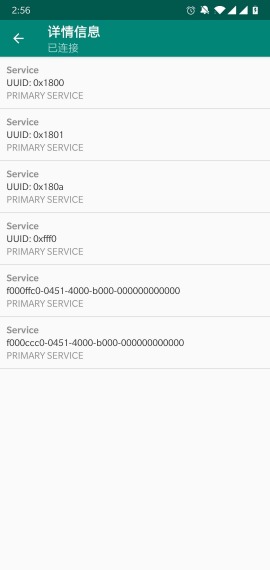 2:56
详情信息
已连接
Service
UUID: 0x1800
PRIMARY SERVICE
Service
UUID: 0x1801
PRIMARY SERVICE
Service
UUID: 0x180a
PRIMARY SERVICE
Service
UUID: 0xfff0
PRIMARY SERVICE
Service
f000ffc0-0451-4000-b000-000000000000
PRIMARY SERVICE
Service
f000ccc0-0451-4000-b000-000000000000
PRIMARY SERVICE